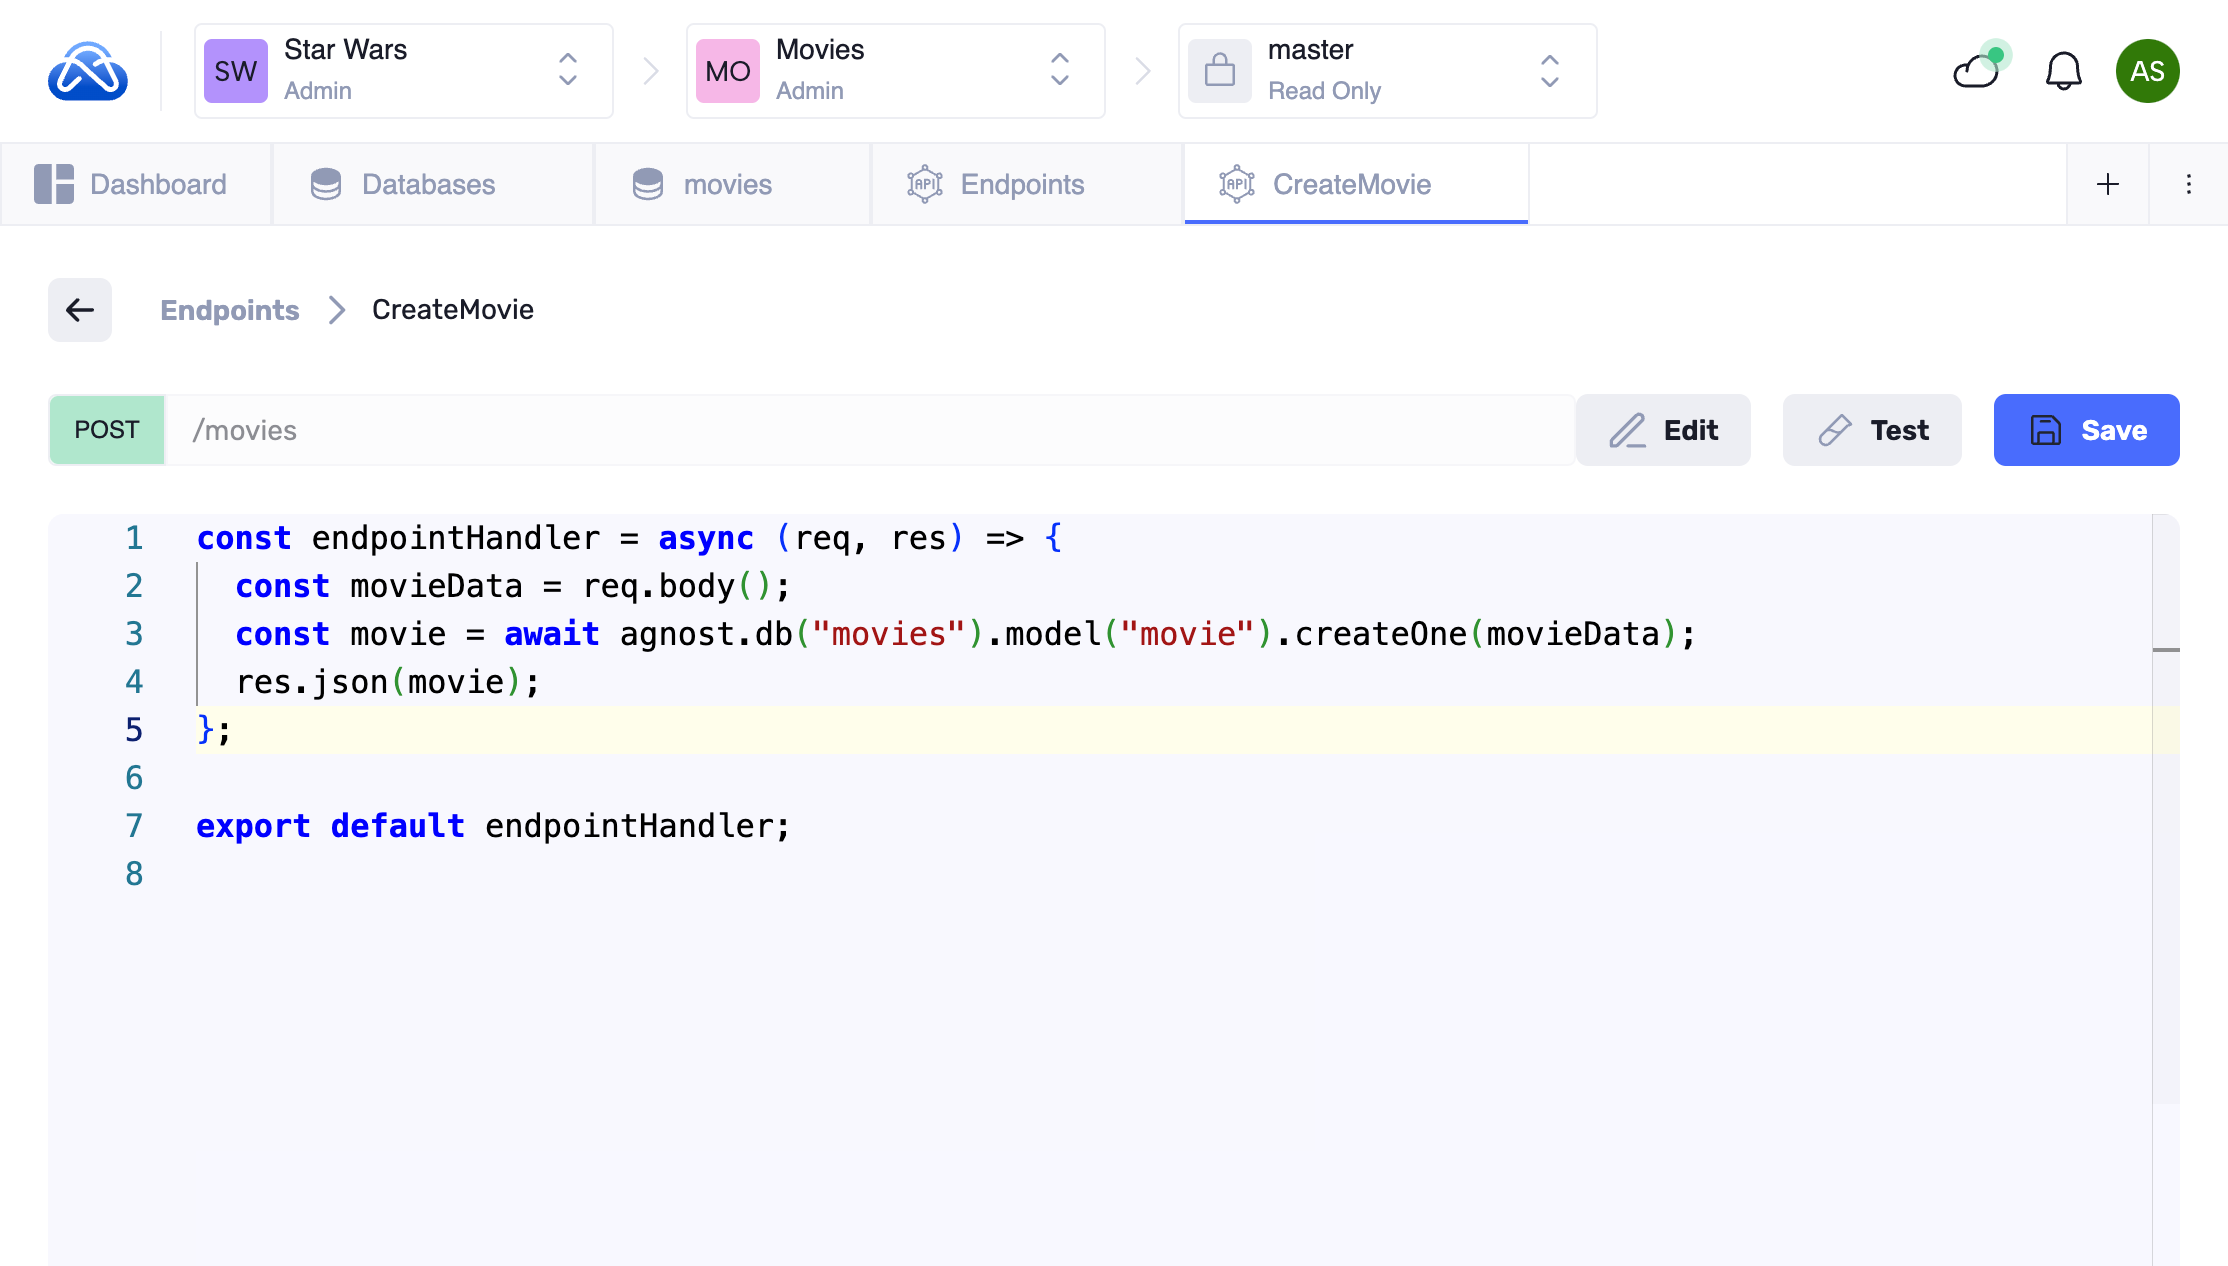 SW Star Wars Admin
MO Movies Admin
master Read Only
AS
Dashboard
Databases
movies
API Endpoints
API CreateMovie
Endpoints CreateMovie
POST /movies
Edit
Test
Save
1 const endpointHandler = async (req, res) => {
2   const movieData = req.body();
3   const movie = await agnost.db("movies").model("movie").createOne(movieData);
4   res.json(movie);
5 };
6
7 export default endpointHandler;
8